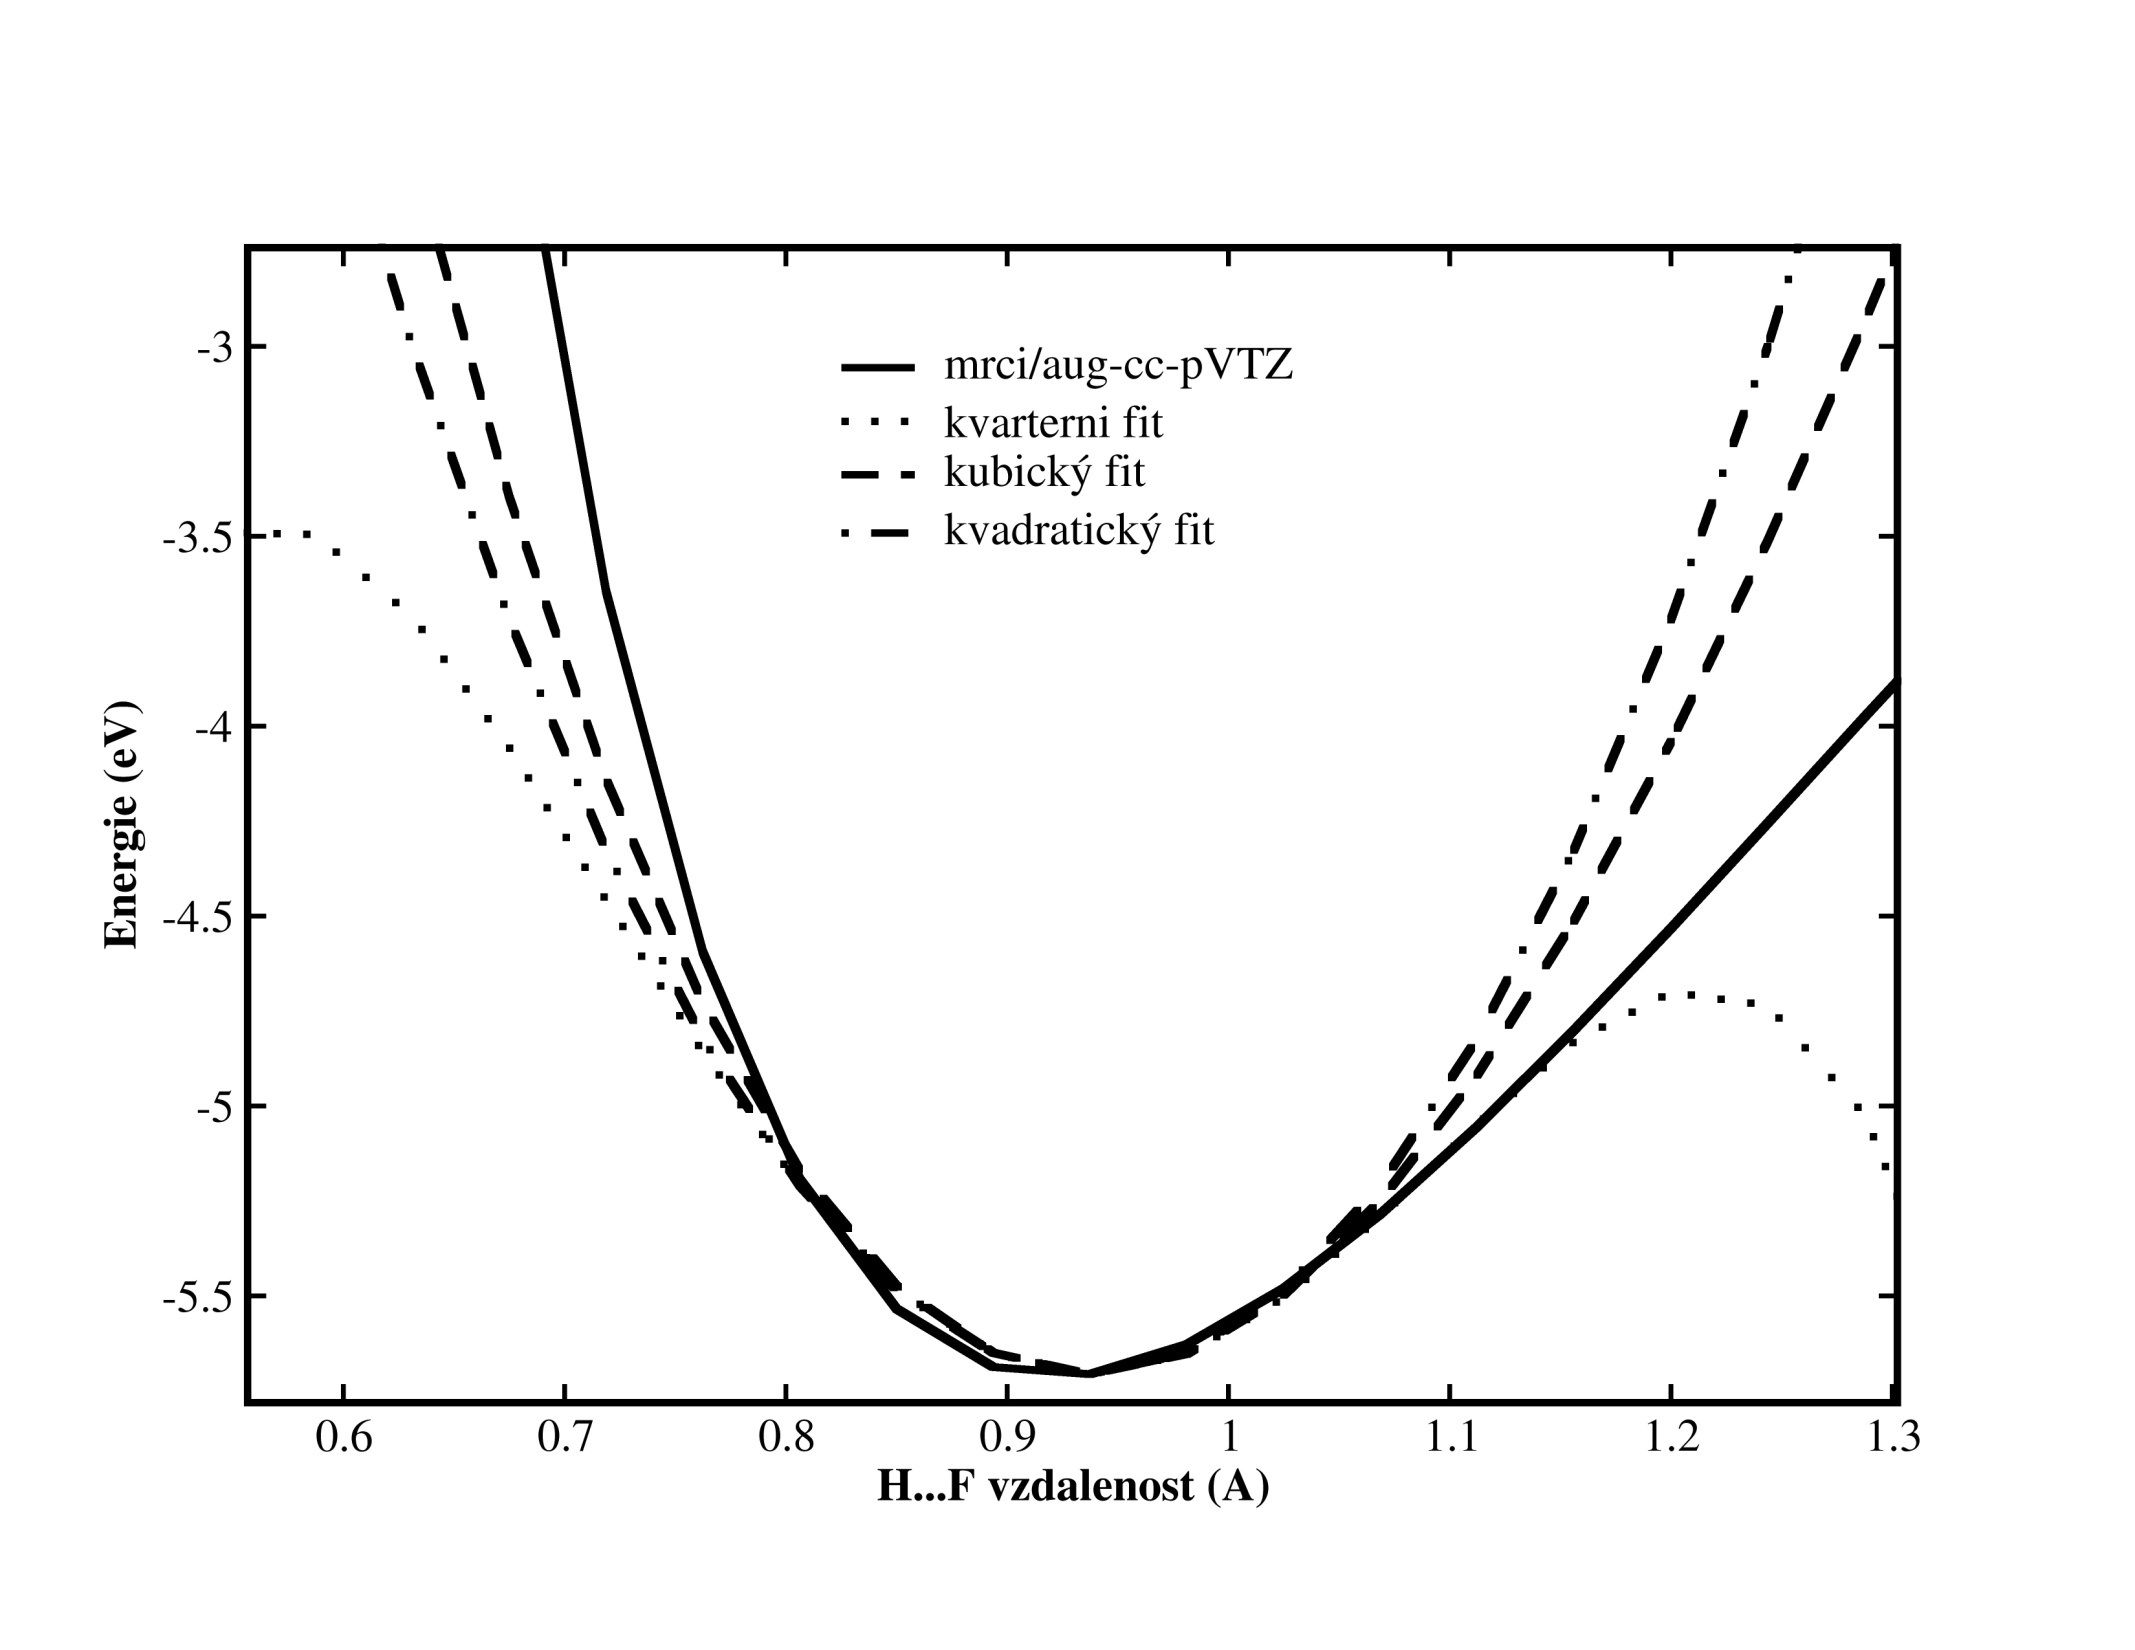 mrci/aug-cc-pVTZ
kvarterni fit
kubický fit
kvadratický fit
-3
-3.5
-4
-4.5
-5
-5.5
Energie (eV)
0.6 0.7 0.8 0.9 1 1.1 1.2 1.3
H...F vzdalenost (A)